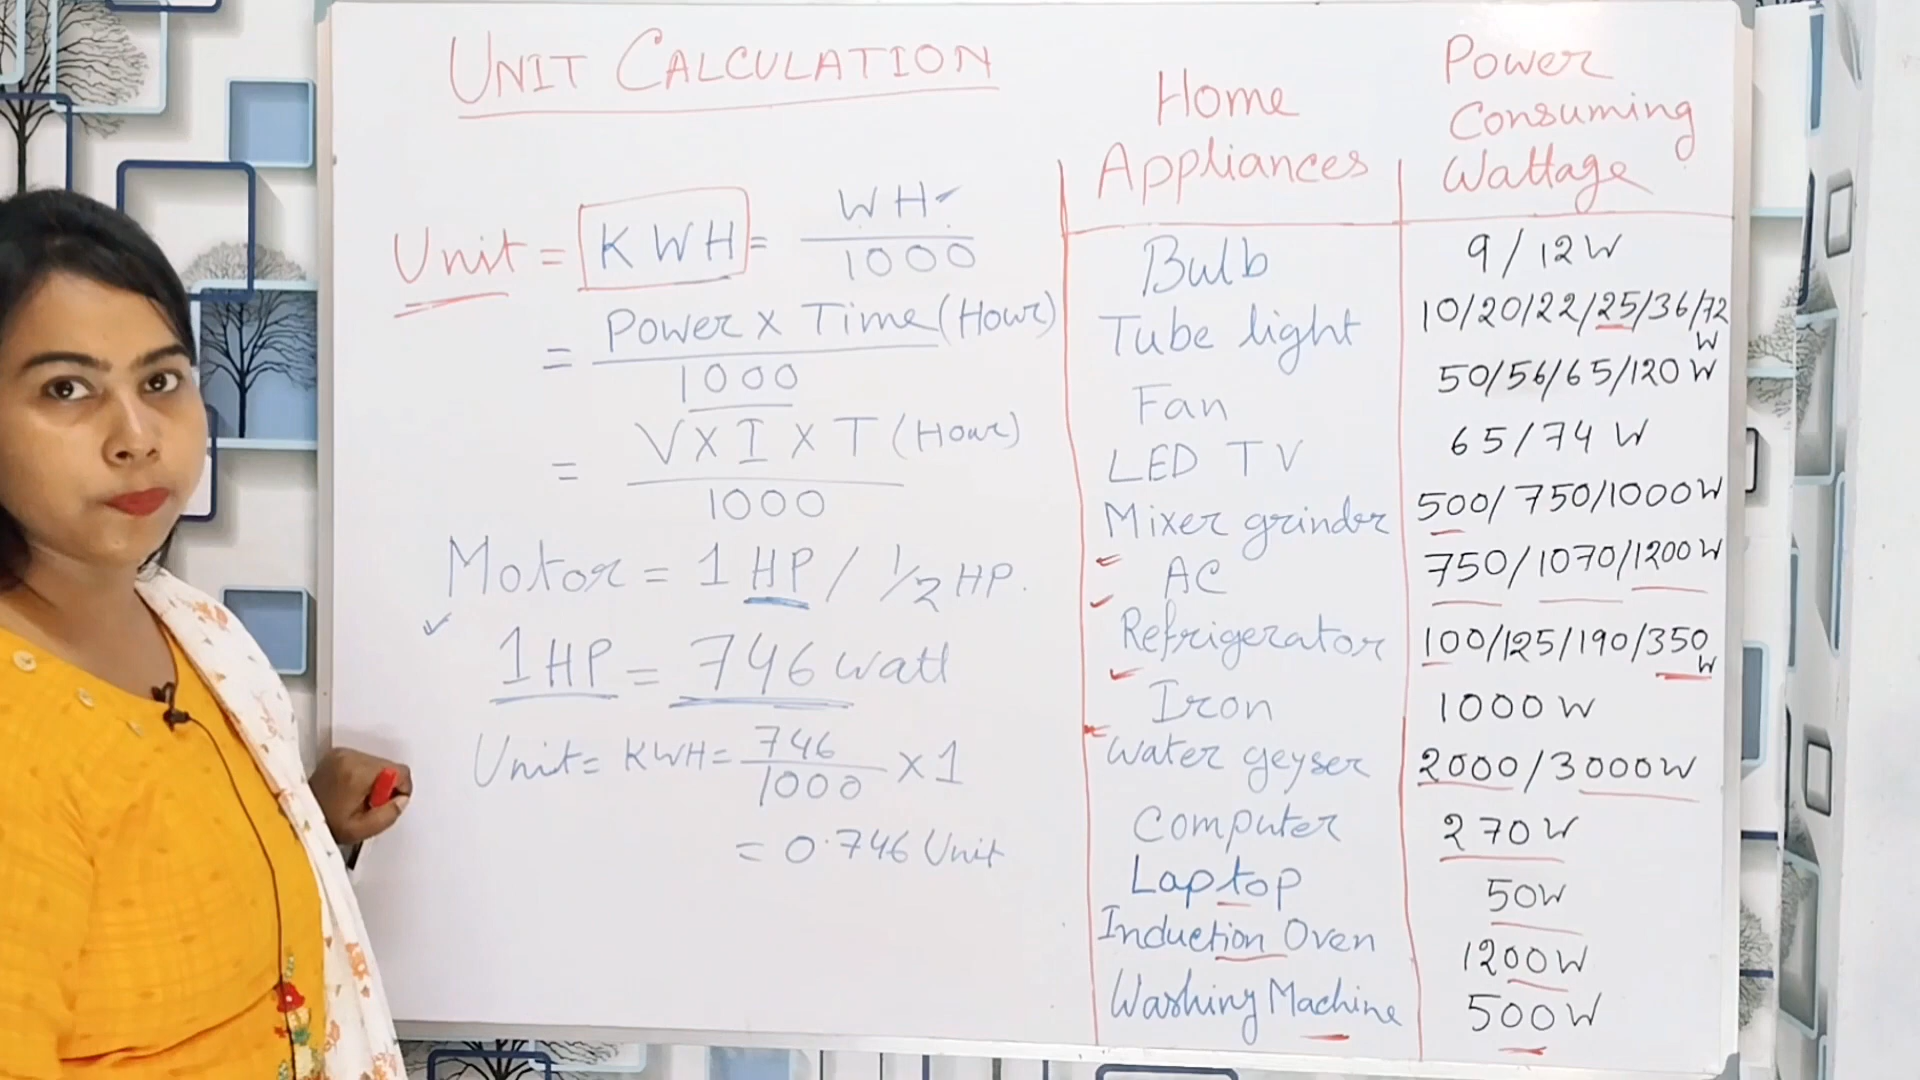 UNIT CALCULATION
Unit = KWH = WH
1000
= Power x Time (Hour)
1000
= V X I X T (Hour)
1000
Motor = 1 HP / 1/2 HP.
1 HP = 746 watt
Unit = KWH = 746
1000 x 1
= 0.746 Unit
Home Appliances
Power Consuming Wattage
Bulb 9/12W
Tube light 10/20/22/25/36/72 W
Fan 50/56/65/120 W
LED TV 65/74 W
Mixer grinder 500/750/1000W
AC 750/1070/1200W
Refrigerator 100/125/190/350 W
Iron 1000 W
Water geyser 2000/3000W
Computer 270W
Laptop 50W
Induction Oven 1200W
Washing Machine 500W